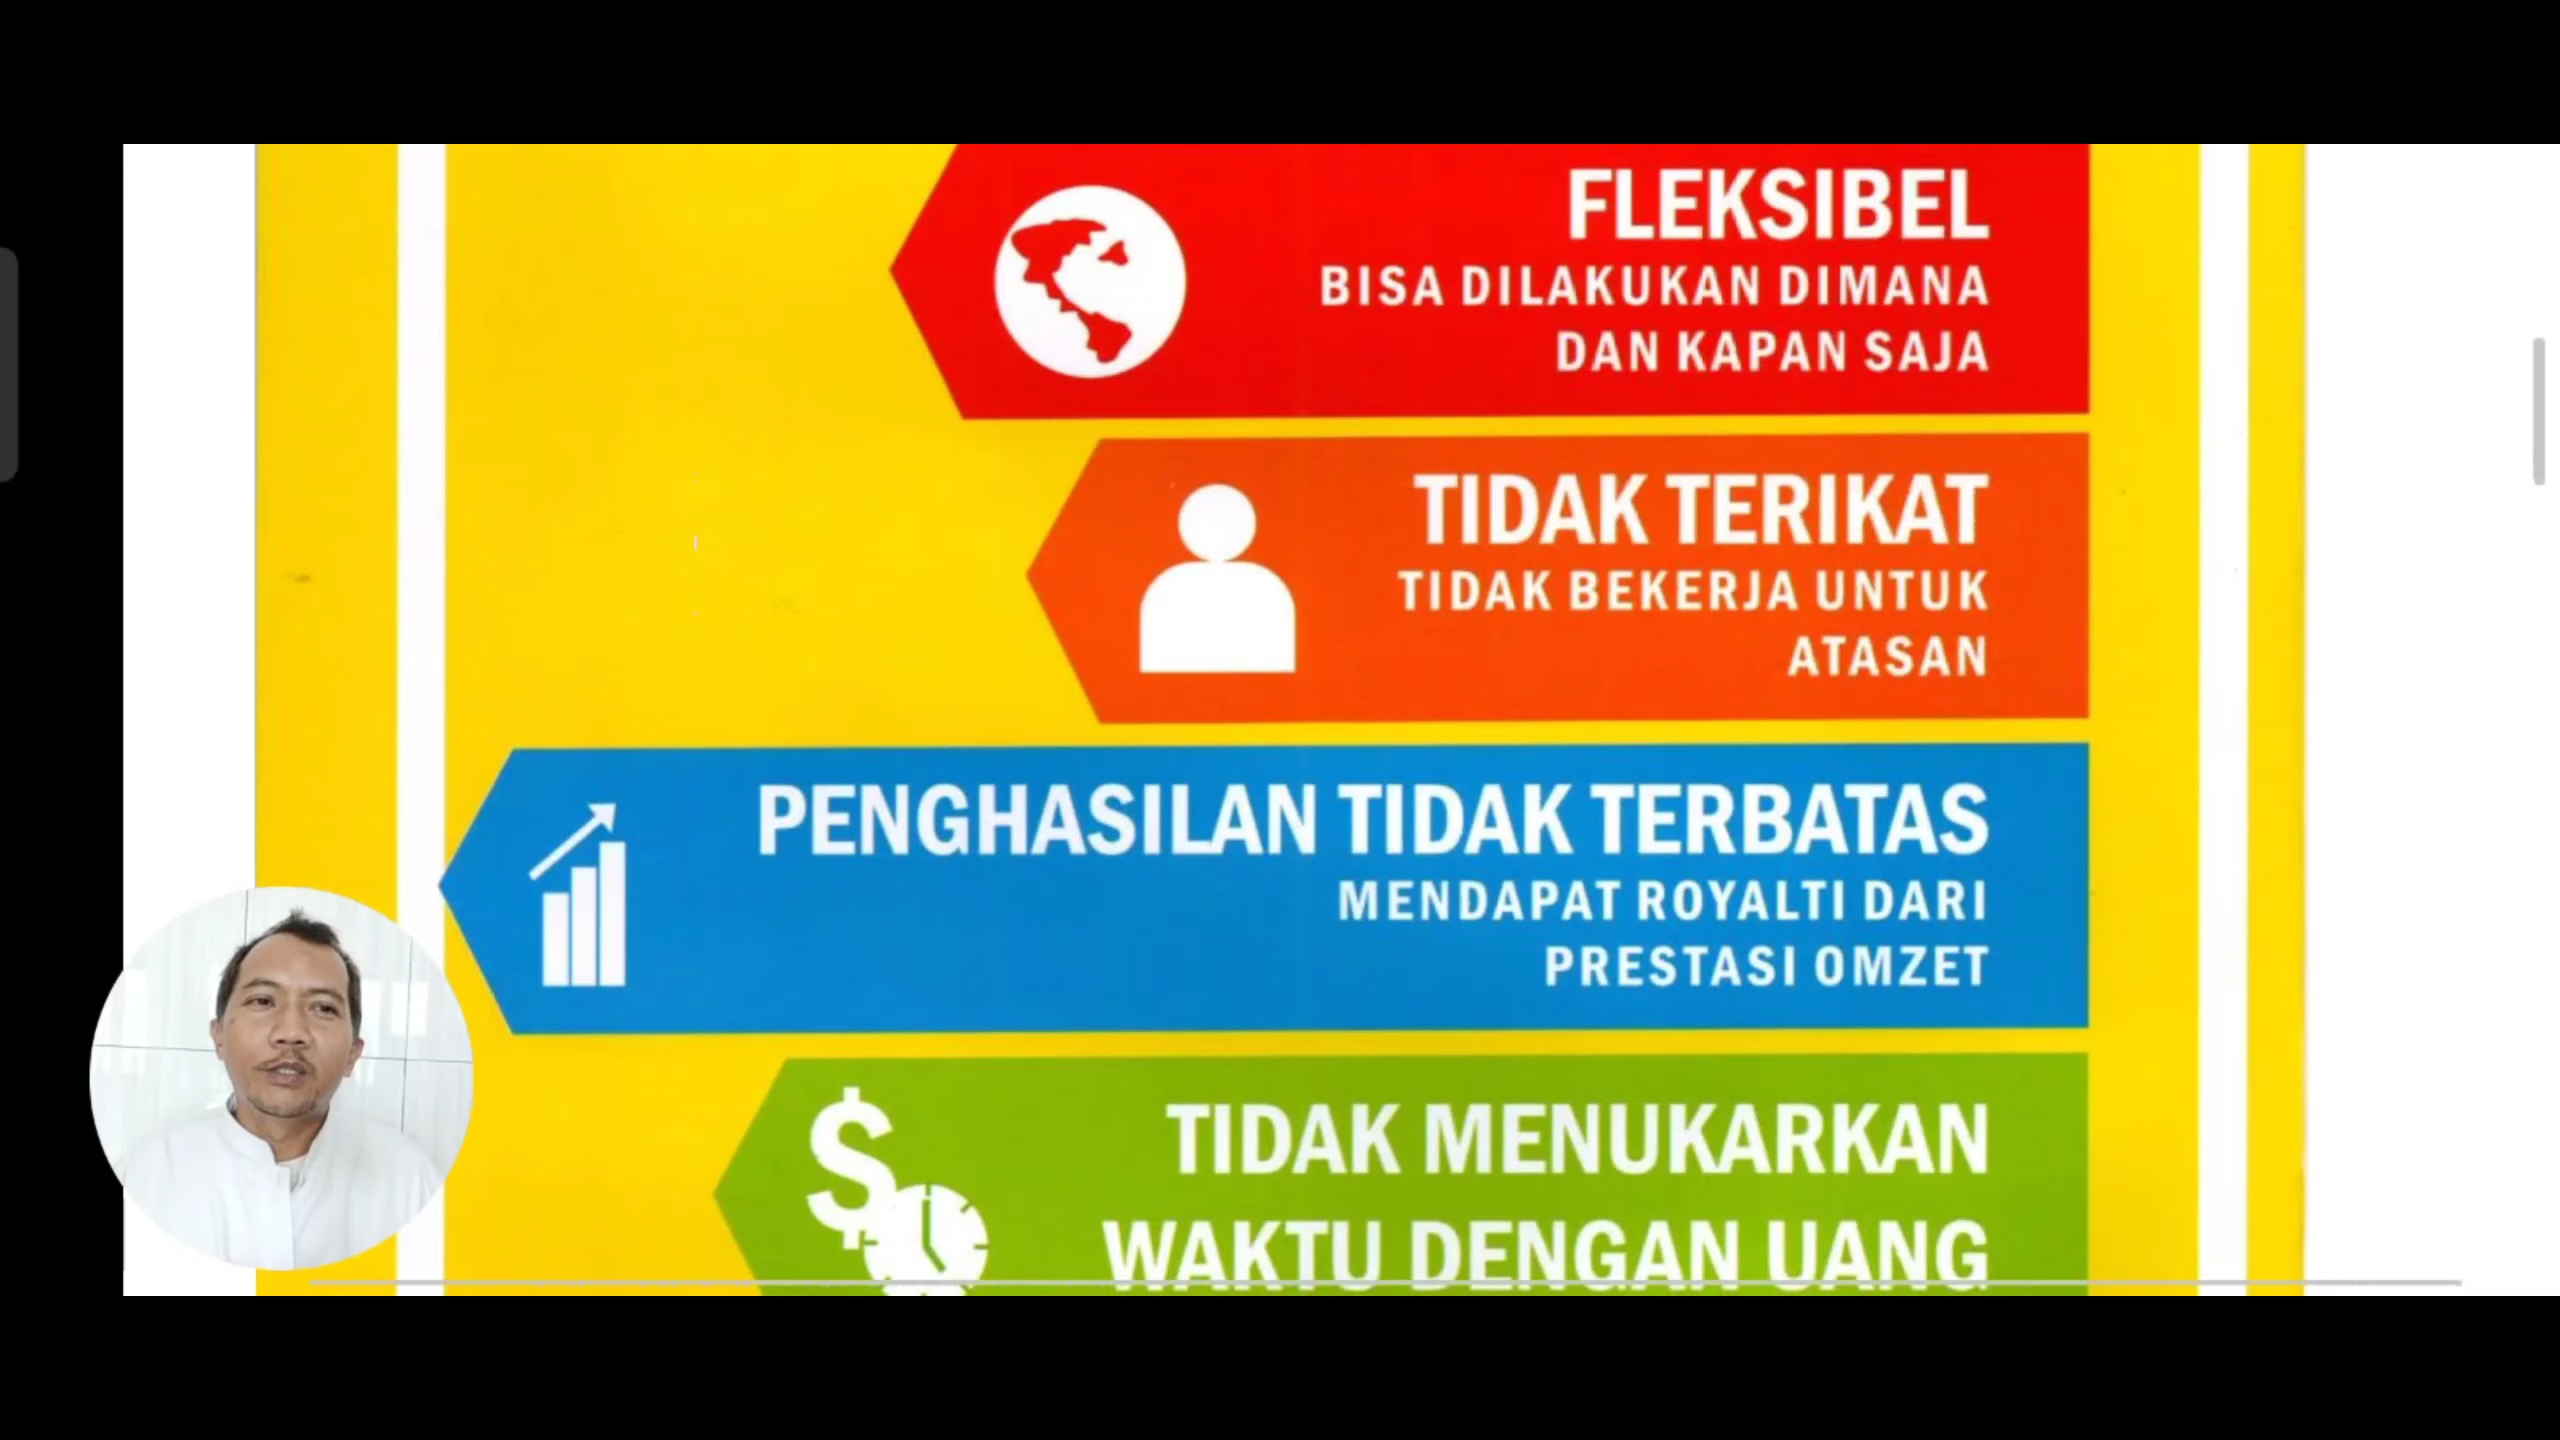 FLEKSIBEL
BISA DILAKUKAN DIMANA
DAN KAPAN SAJA
TIDAK TERIKAT
TIDAK BEKERJA UNTUK
ATASAN
PENGHASILAN TIDAK TERBATAS
MENDAPAT ROYALTI DARI
PRESTASI OMZET
TIDAK MENUKARKAN
WAKTU DENGAN UANG